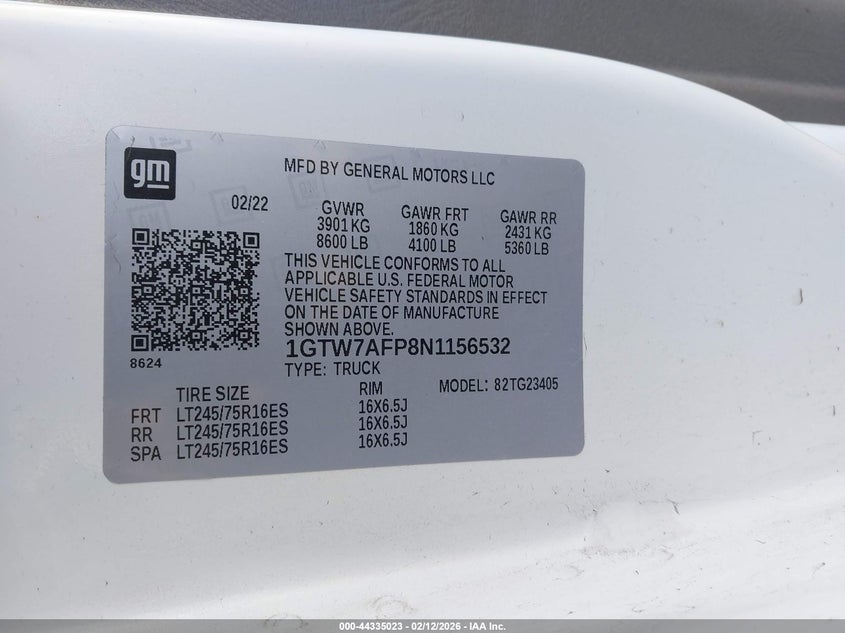 gm
MFD BY GENERAL MOTORS LLC
02/22
GVWR GAWR FRT GAWR RR
3901 KG 1860 KG 2431 KG
8600 LB 4100 LB 5360 LB
THIS VEHICLE CONFORMS TO ALL
APPLICABLE U.S. FEDERAL MOTOR
VEHICLE SAFETY STANDARDS IN EFFECT
ON THE DATE OF MANUFACTURE
SHOWN ABOVE.
1GTW7AFP8N1156532
8624
TYPE: TRUCK
MODEL: 82TG23405
TIRE SIZE RIM
FRT LT245/75R16ES 16X6.5J
RR LT245/75R16ES 16X6.5J
SPA LT245/75R16ES 16X6.5J
000-44335023 — 02/12/2026 — IAA Inc.